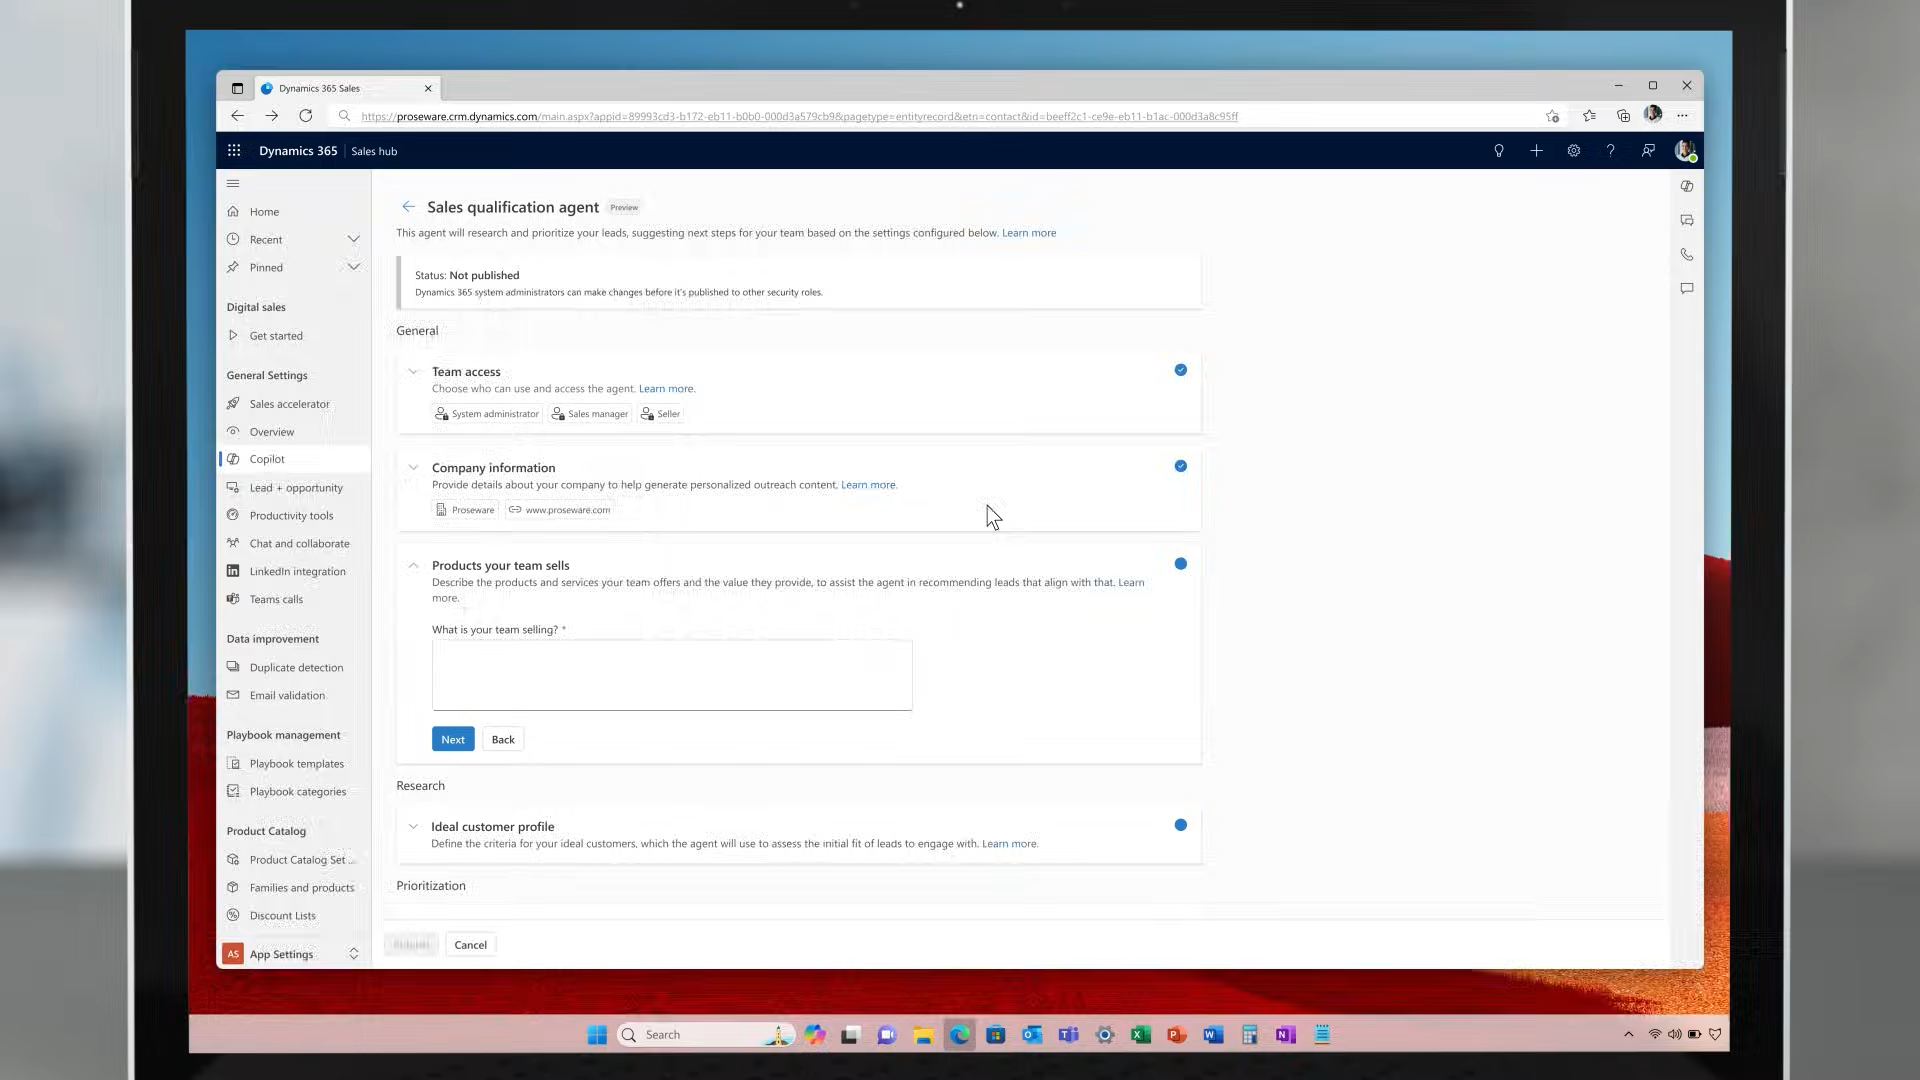 Dynamics 365 Sales
https://proseware.crm.dynamics.com/main.aspx?appid=89993cd3-b172-eb11-b0b0-000d3a579cb9&pagetype=entityrecord&etn=contact&id=beeff2c1-ce9e-eb11-b1ac-000d3a8c95ff
Dynamics 365 Sales hub
Home
Recent
Pinned
Digital sales
Get started
General Settings
Sales accelerator
Overview
Copilot
Lead + opportunity
Productivity tools
Chat and collaborate
LinkedIn integration
Teams calls
Data improvement
Duplicate detection
Email validation
Playbook management
Playbook templates
Playbook categories
Product Catalog
Product Catalog Set ...
Families and products
Discount Lists
AS App Settings
Sales qualification agent Preview
This agent will research and prioritize your leads, suggesting next steps for your team based on the settings configured below. Learn more
Status: Not published
Dynamics 365 system administrators can make changes before it's published to other security roles.
General
Team access
Choose who can use and access the agent. Learn more.
System administrator Sales manager Seller
Company information
Provide details about your company to help generate personalized outreach content. Learn more.
Proseware www.proseware.com
Products your team sells
Describe the products and services your team offers and the value they provide, to assist the agent in recommending leads that align with that. Learn
more.
What is your team selling? *
Next Back
Research
Ideal customer profile
Define the criteria for your ideal customers, which the agent will use to assess the initial fit of leads to engage with. Learn more.
Prioritization
Cancel
Search